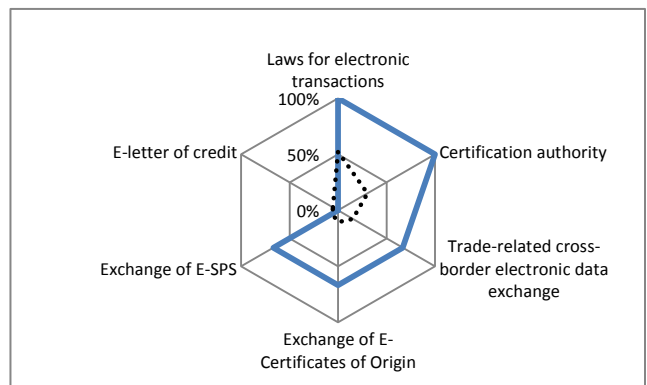 Laws for electronic
transactions
100%
E-letter of credit
Certification authority
50%
0%
Exchange of E-SPS
Trade-related cross-
border electronic data
exchange
Exchange of E-
Certificates of Origin